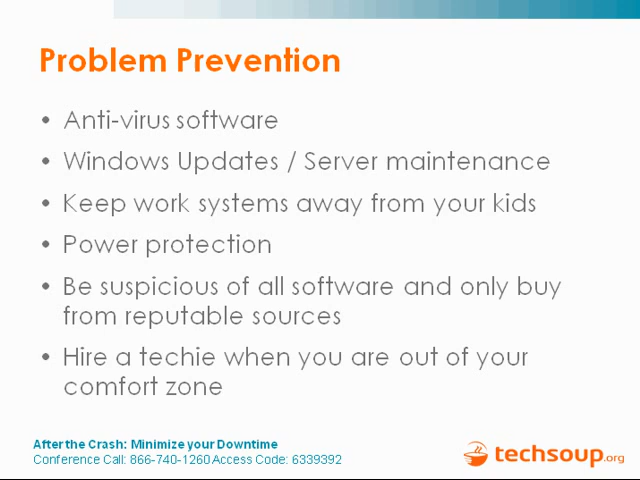 Problem Prevention
• Anti-virus software
• Windows Updates / Server maintenance
• Keep work systems away from your kids
• Power protection
• Be suspicious of all software and only buy
from reputable sources
• Hire a techie when you are out of your
comfort zone
After the Crash: Minimize your Downtime
Conference Call: 866-740-1260 Access Code: 6339392
techsoup.org